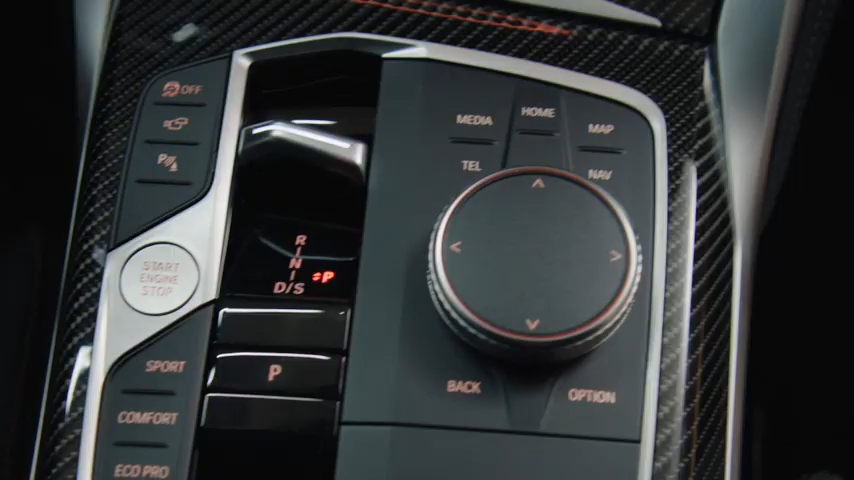 OFF
P
START
ENGINE
STOP
SPORT
COMFORT
ECO PRO
R
N
D/S
P
P
MEDIA
HOME
MAP
TEL
NAV
BACK
OPTION